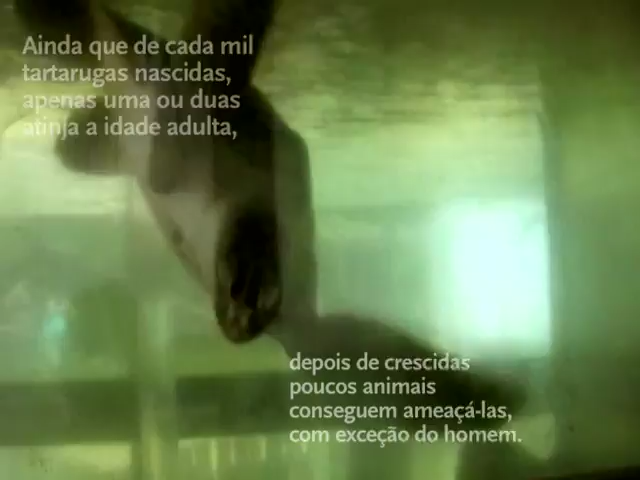 Ainda que de cada mil
tartarugas nascidas,
apenas uma ou duas
atinja a idade adulta,
depois de crescidas
poucos animais
conseguem ameaçá-las,
com exceção do homem.